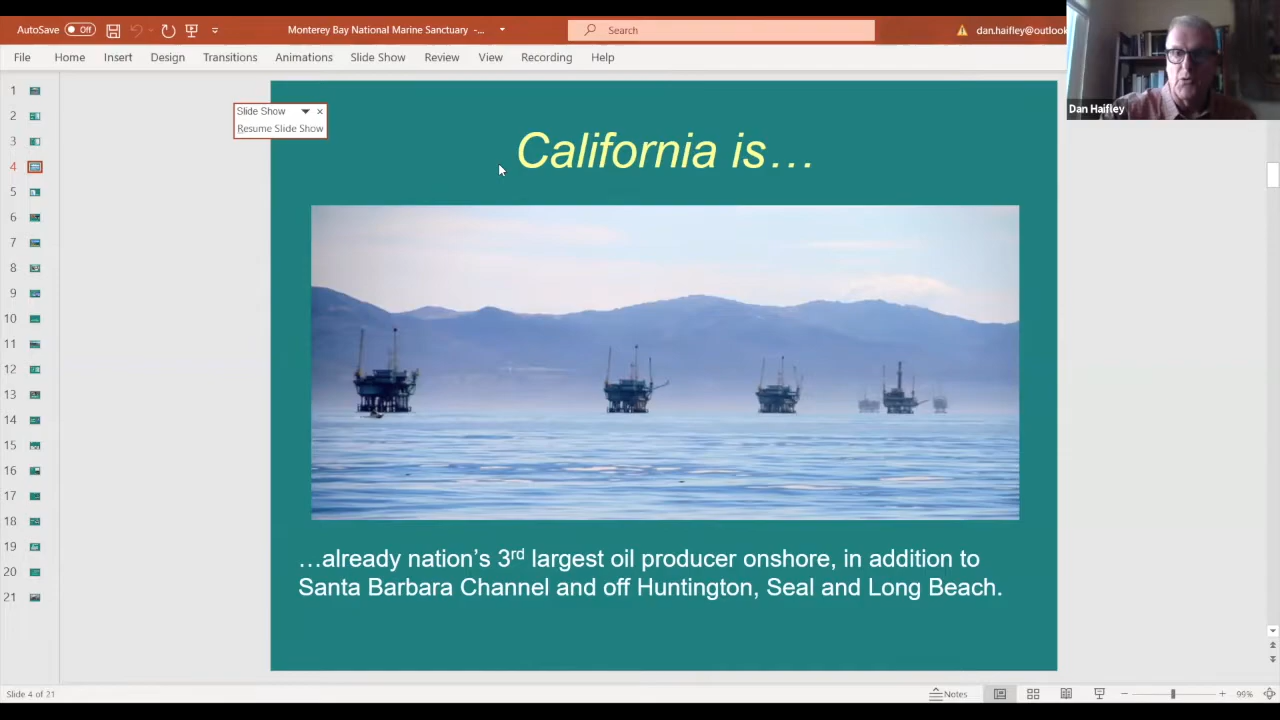 AutoSave Off Monterey Bay National Marine Sanctuary -... Search dan.haifley@outlook
File Home Insert Design Transitions Animations Slide Show Review View Recording Help
Dan Haifley
Slide Show
Resume Slide Show
1
2
3
4
5
6
7
8
9
10
11
12
13
14
15
16
17
18
19
20
21
California is…
…already nation’s 3rd largest oil producer onshore, in addition to
Santa Barbara Channel and off Huntington, Seal and Long Beach.
Slide 4 of 21 Notes 99%